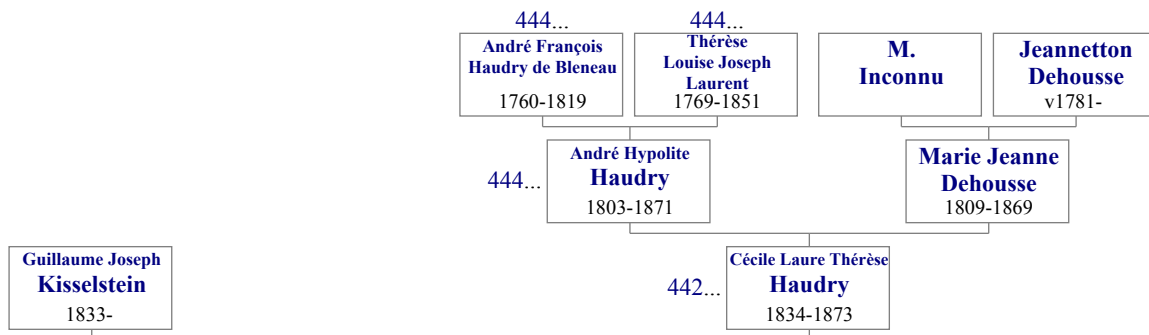 444...
444...
André François
Haudry de Bleneau
1760-1819
Thérèse
Louise Joseph
Laurent
1769-1851
M.
Inconnu
Jeannetton
Dehousse
v1781-
444...
André Hypolite
Haudry
1803-1871
Marie Jeanne
Dehousse
1809-1869
Guillaume Joseph
Kisselstein
1833-
442...
Cécile Laure Thérèse
Haudry
1834-1873